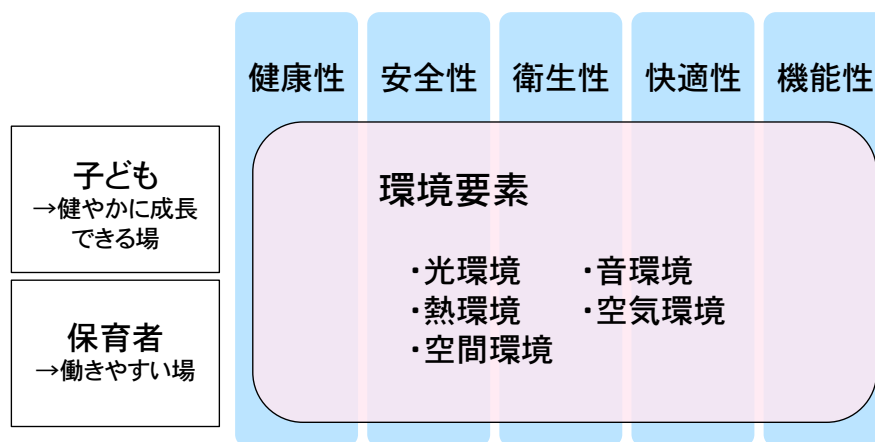 健康性 安全性 衛生性 快適性 機能性
子ども
→健やかに成長
できる場
保育者
→働きやすい場
環境要素
・光環境 ・音環境
・熱環境 ・空気環境
・空間環境